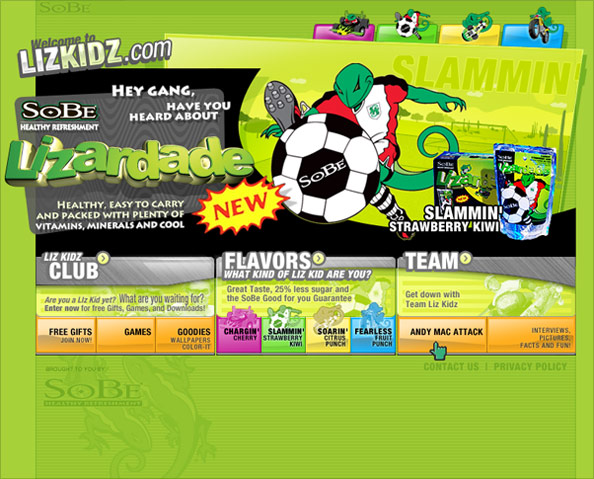 SoBe
Welcome to
LIZKIDZ.com
SLAMMIN'
HEY GANG,
HAVE YOU
HEARD ABOUT
SoBe
HEALTHY REFRESHMENT
Lizardade
HEALTHY, EASY TO CARRY
AND PACKED WITH PLENTY OF
VITAMINS, MINERALS AND COOL
NEW
SoBe
SLAMMIN'
STRAWBERRY KIWI
LIZ KIDZ
CLUB
Are you a Liz Kid yet? What are you waiting for?
Enter now for free Gifts, Games, and Downloads!
FLAVORS
WHAT KIND OF LIZ KID ARE YOU?
Great Taste, 25% less sugar and
the SoBe Good for you Guarantee
TEAM
Get down with
Team Liz Kidz
FREE GIFTS
JOIN NOW!
GAMES
GOODIES
WALLPAPERS
COLOR-IT
CHARGIN'
CHERRY
SLAMMIN'
STRAWBERRY
KIWI
SOARIN'
CITRUS
PUNCH
FEARLESS
FRUIT
PUNCH
ANDY MAC ATTACK
INTERVIEWS,
PICTURES,
FACTS AND FUN!
CONTACT US | PRIVACY POLICY
BROUGHT TO YOU BY:
SoBe
HEALTHY REFRESHMENT